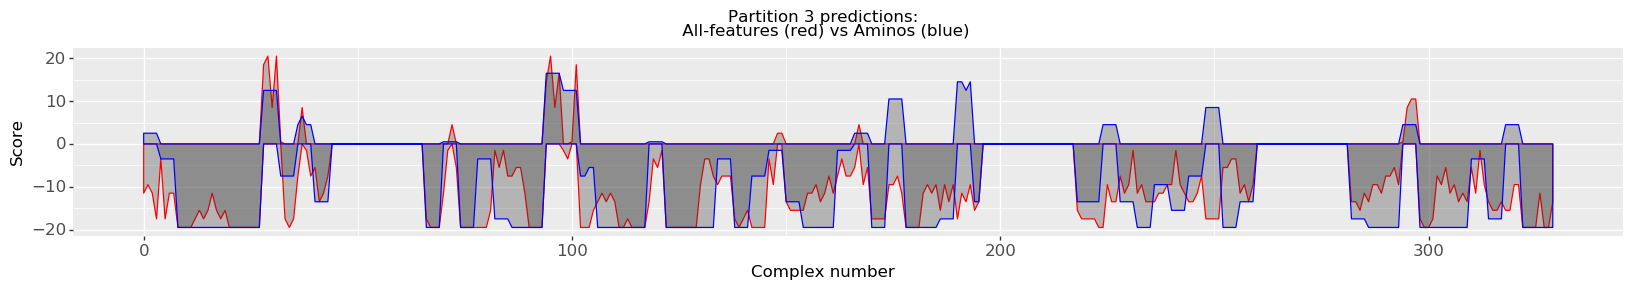 Partition 3 predictions:
All-features (red) vs Aminos (blue)
20
10
0
−10
−20
Score
0
100
200
300
Complex number